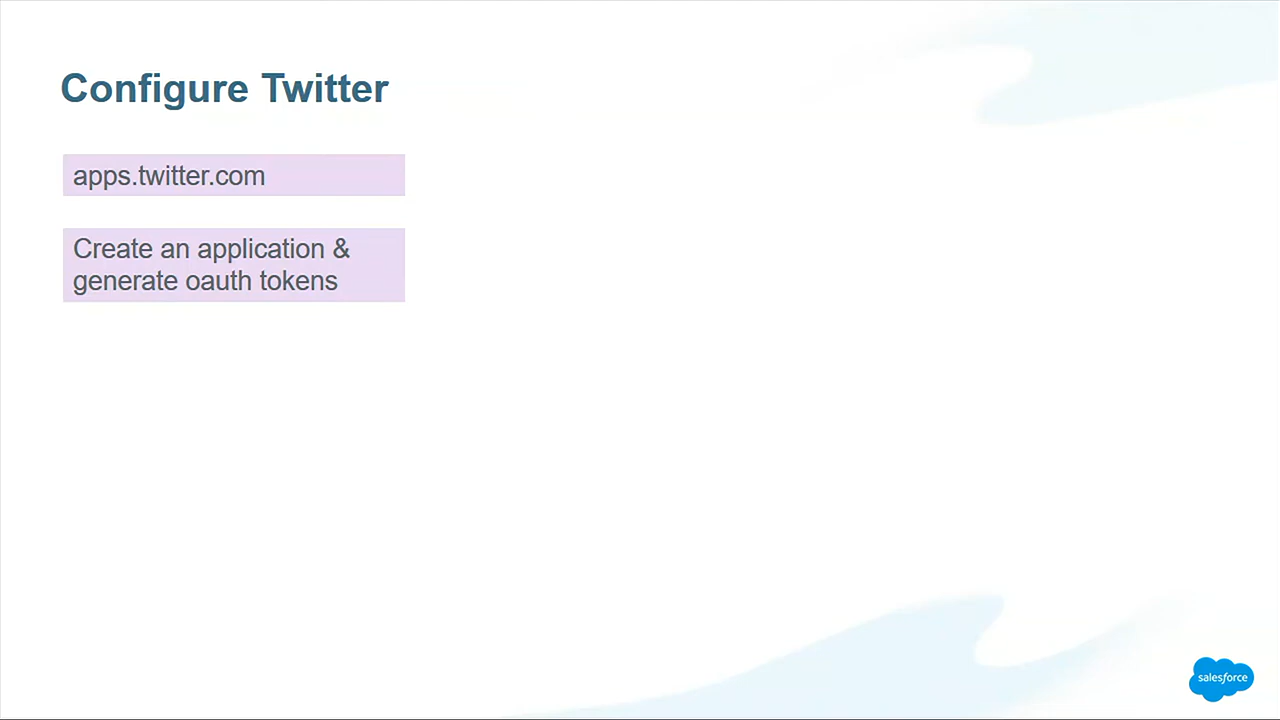 Configure Twitter
apps.twitter.com
Create an application &
generate oauth tokens
salesforce